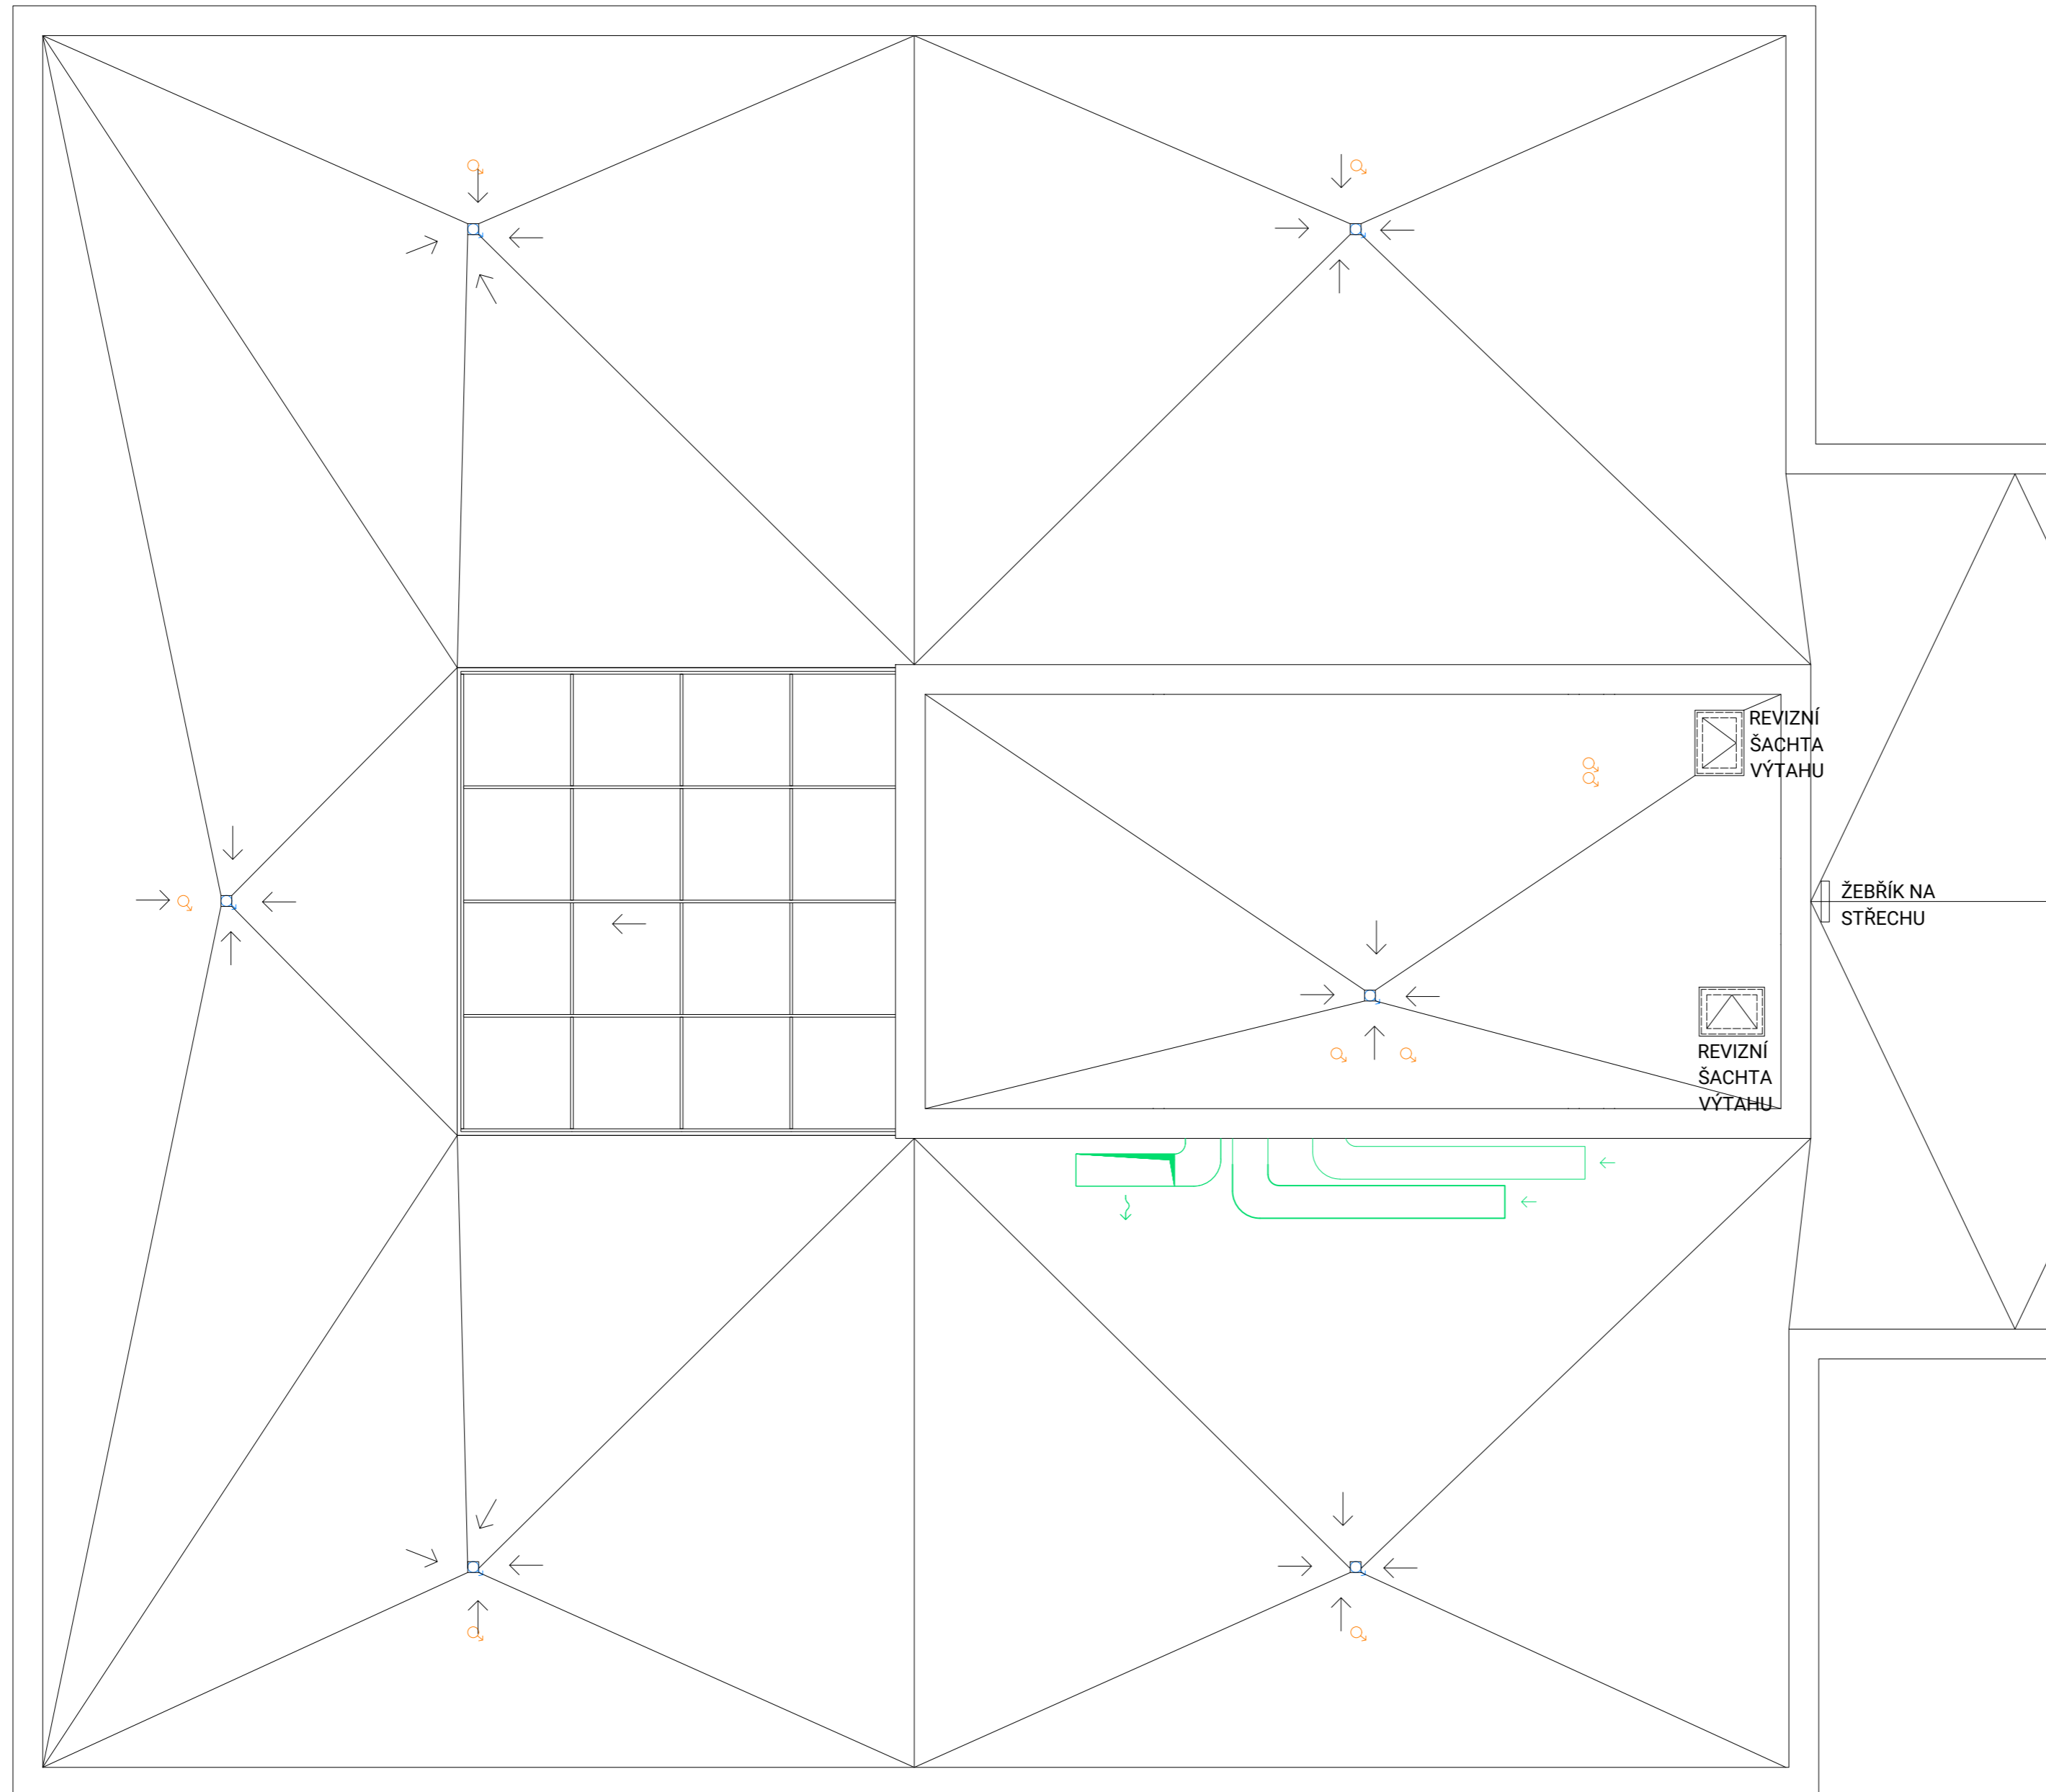 REVIZNÍ
ŠACHTA
VÝTAHU
ŽEBŘÍK NA
STŘECHU
REVIZNÍ
ŠACHTA
VÝTAHU